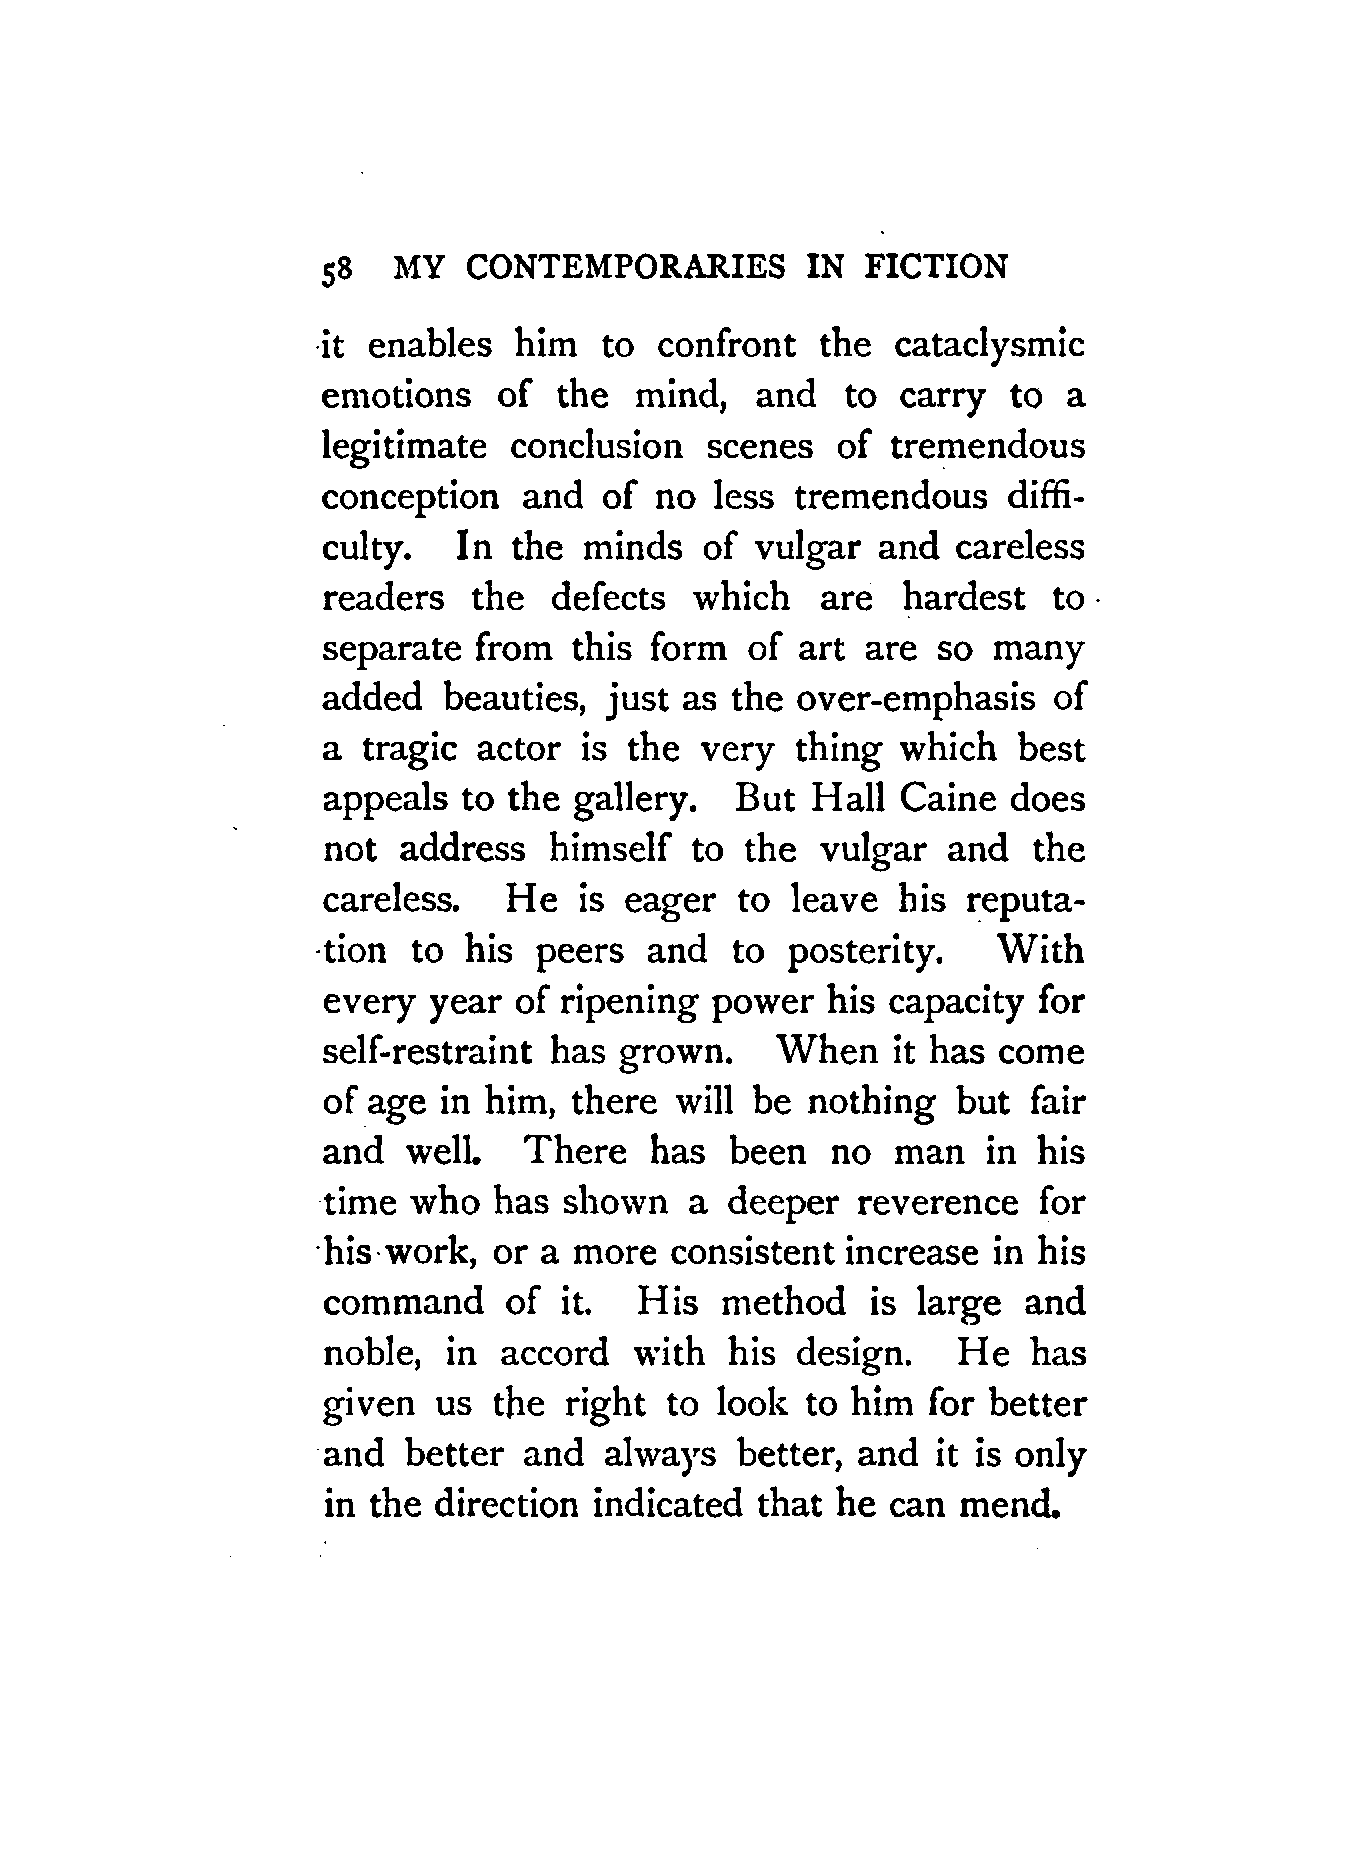 58 MY CONTEMPORARIES IN FICTION
it enables him to confront the cataclysmic
emotions of the mind, and to carry to a
legitimate conclusion scenes of tremendous
conception and of no less tremendous diffi-
culty. In the minds of vulgar and careless
readers the defects which are hardest to
separate from this form of art are so many
added beauties, just as the over-emphasis of
a tragic actor is the very thing which best
appeals to the gallery. But Hall Caine does
not address himself to the vulgar and the
careless. He is eager to leave his reputa-
tion to his peers and to posterity. With
every year of ripening power his capacity for
self-restraint has grown. When it has come
of age in him, there will be nothing but fair
and well. There has been no man in his
time who has shown a deeper reverence for
his work, or a more consistent increase in his
command of it. His method is large and
noble, in accord with his design. He has
given us the right to look to him for better
and better and always better, and it is only
in the direction indicated that he can mend.